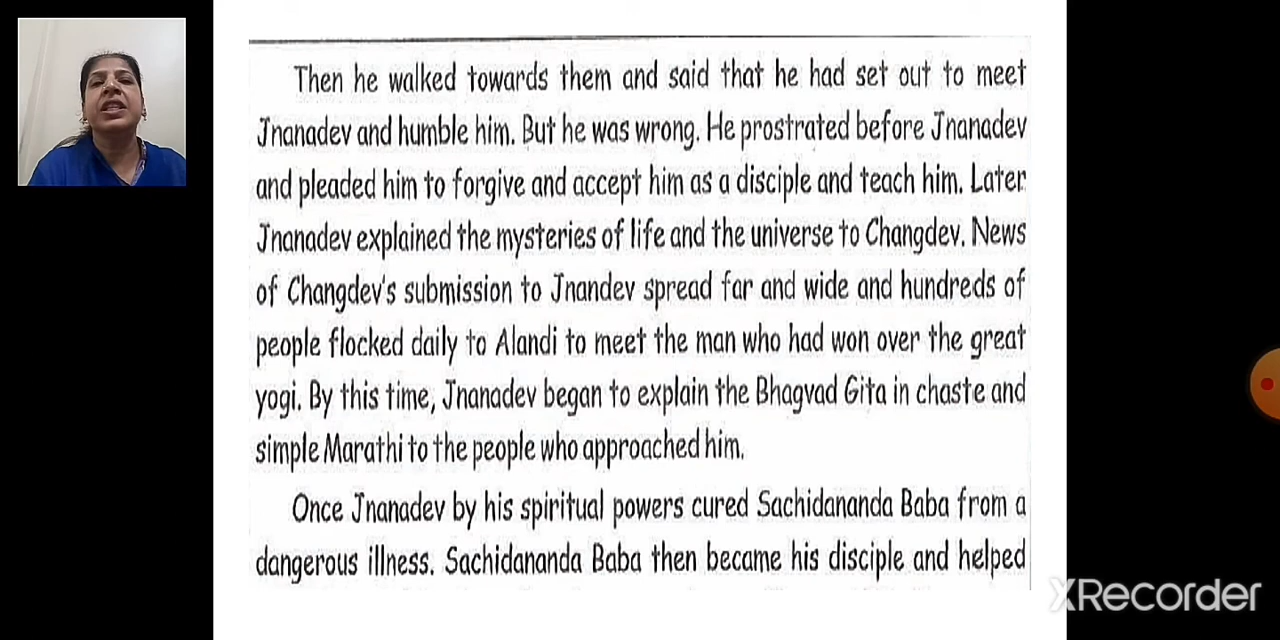 Then he walked towards them and said that he had set out to meet
Jnanadev and humble him. But he was wrong. He prostrated before Jnanadev
and pleaded him to forgive and accept him as a disciple and teach him. Later
Jnanadev explained the mysteries of life and the universe to Changdev. News
of Changdev's submission to Jnandev spread far and wide and hundreds of
people flocked daily to Alandi to meet the man who had won over the great
yogi. By this time, Jnanadev began to explain the Bhagvad Gita in chaste and
simple Marathi to the people who approached him.
Once Jnanadev by his spiritual powers cured Sachidananda Baba from a
dangerous illness. Sachidananda Baba then became his disciple and helped
XRecorder